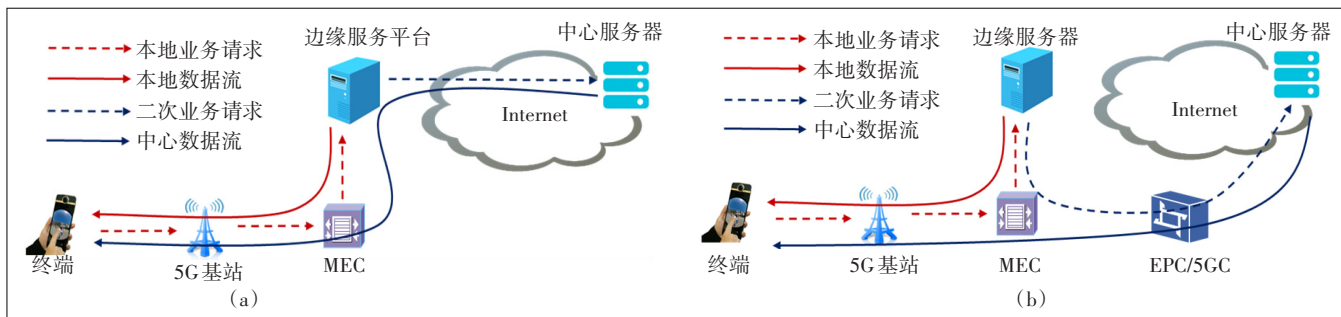 本地业务请求
本地数据流
二次业务请求
中心数据流
边缘服务平台
中心服务器
Internet
终端
5G基站
MEC
(a)
本地业务请求
本地数据流
二次业务请求
中心数据流
边缘服务器
中心服务器
Internet
终端
5G基站
MEC
EPC/5GC
(b)